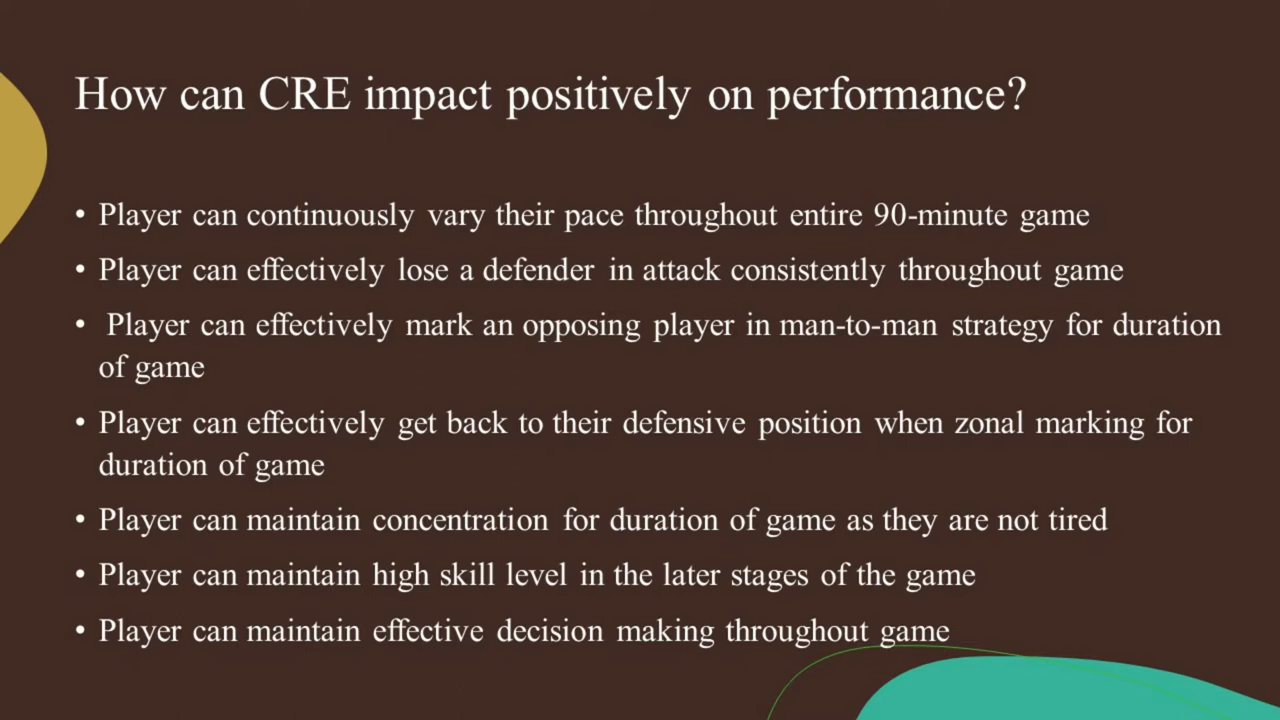 How can CRE impact positively on performance?
• Player can continuously vary their pace throughout entire 90-minute game
• Player can effectively lose a defender in attack consistently throughout game
• Player can effectively mark an opposing player in man-to-man strategy for duration
of game
• Player can effectively get back to their defensive position when zonal marking for
duration of game
• Player can maintain concentration for duration of game as they are not tired
• Player can maintain high skill level in the later stages of the game
• Player can maintain effective decision making throughout game